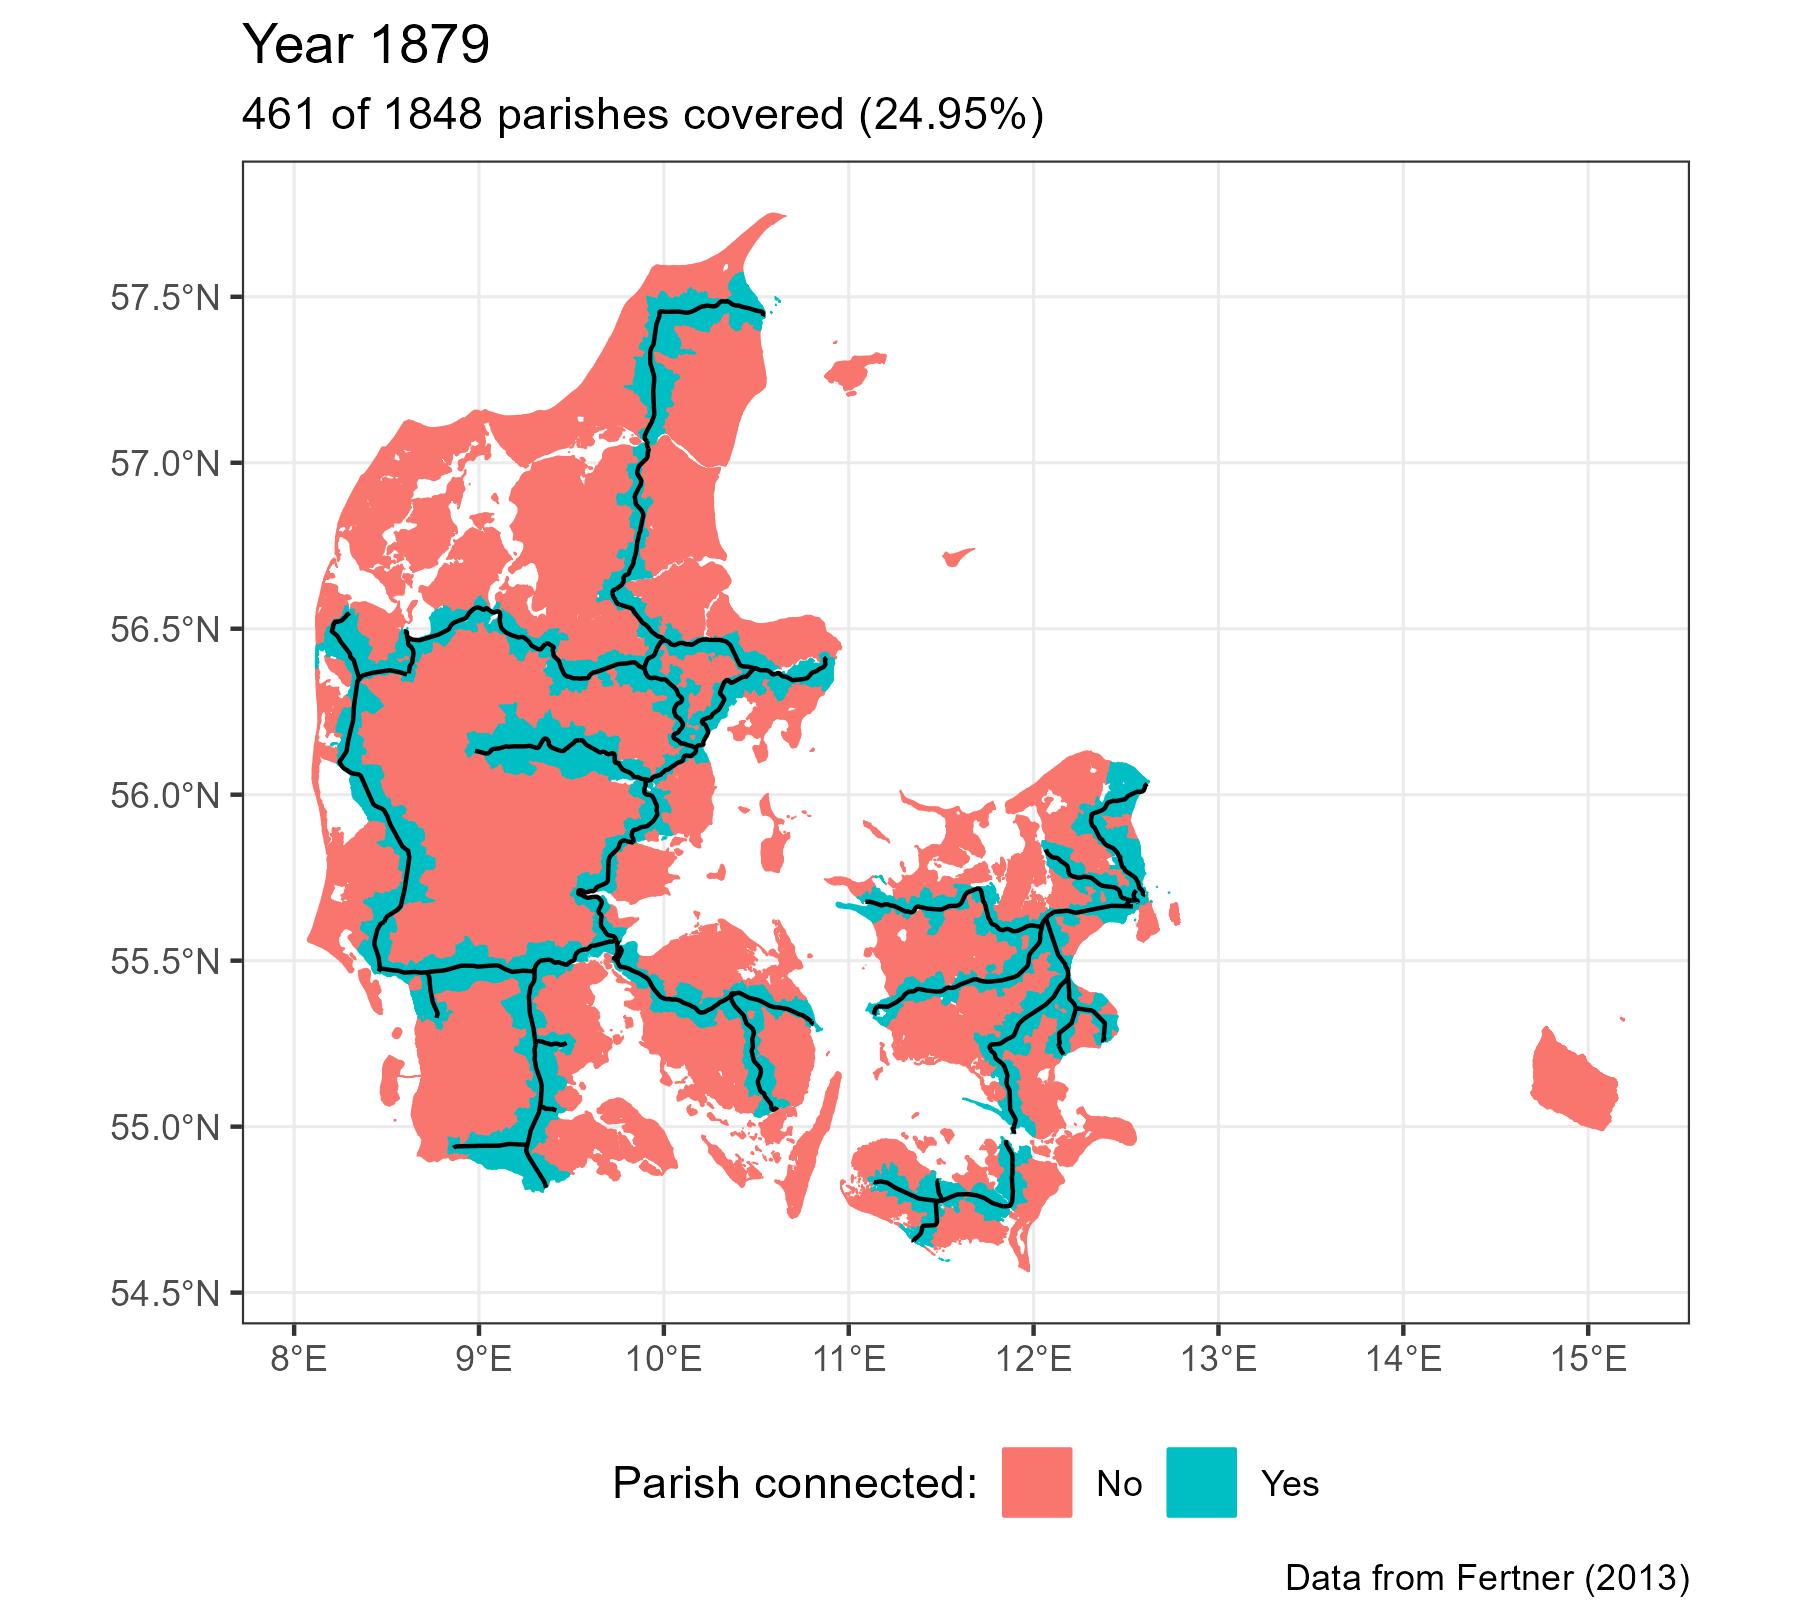 Year 1879
461 of 1848 parishes covered (24.95%)
57.5°N
57.0°N
56.5°N
56.0°N
55.5°N
55.0°N
54.5°N
8°E 9°E 10°E 11°E 12°E 13°E 14°E 15°E
Parish connected: No Yes
Data from Fertner (2013)